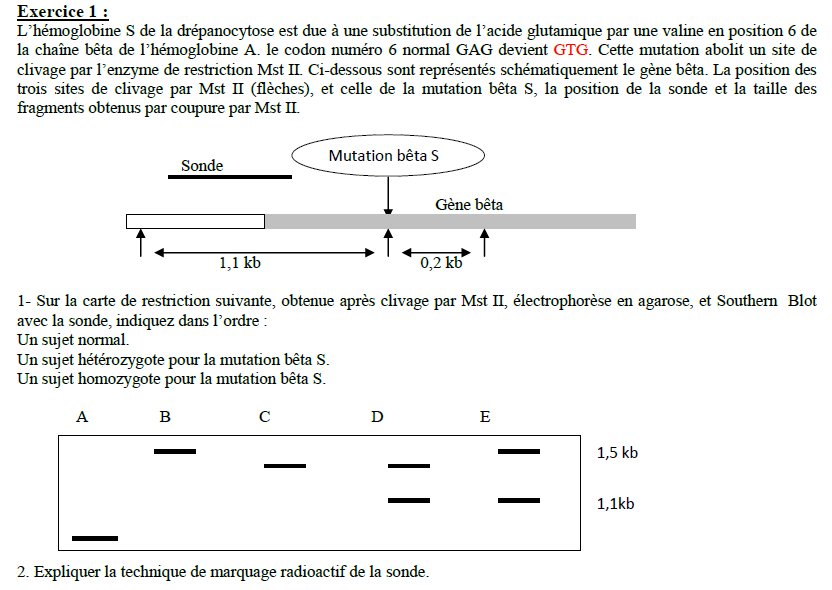 Exercice 1 :
L’hémoglobine S de la drépanocytose est due à une substitution de l’acide glutamique par une valine en position 6 de
la chaîne bêta de l’hémoglobine A. le codon numéro 6 normal GAG devient GTG. Cette mutation abolit un site de
clivage par l’enzyme de restriction Mst II. Ci-dessous sont représentés schématiquement le gène bêta. La position des
trois sites de clivage par Mst II (flèches), et celle de la mutation bêta S, la position de la sonde et la taille des
fragments obtenus par coupure par Mst II.
Mutation bêta S
Sonde
Gène bêta
1,1 kb
0,2 kb
1- Sur la carte de restriction suivante, obtenue après clivage par Mst II, électrophorèse en agarose, et Southern Blot
avec la sonde, indiquez dans l’ordre :
Un sujet normal.
Un sujet hétérozygote pour la mutation bêta S.
Un sujet homozygote pour la mutation bêta S.
A B C D E
1,5 kb
1,1kb
2. Expliquer la technique de marquage radioactif de la sonde.